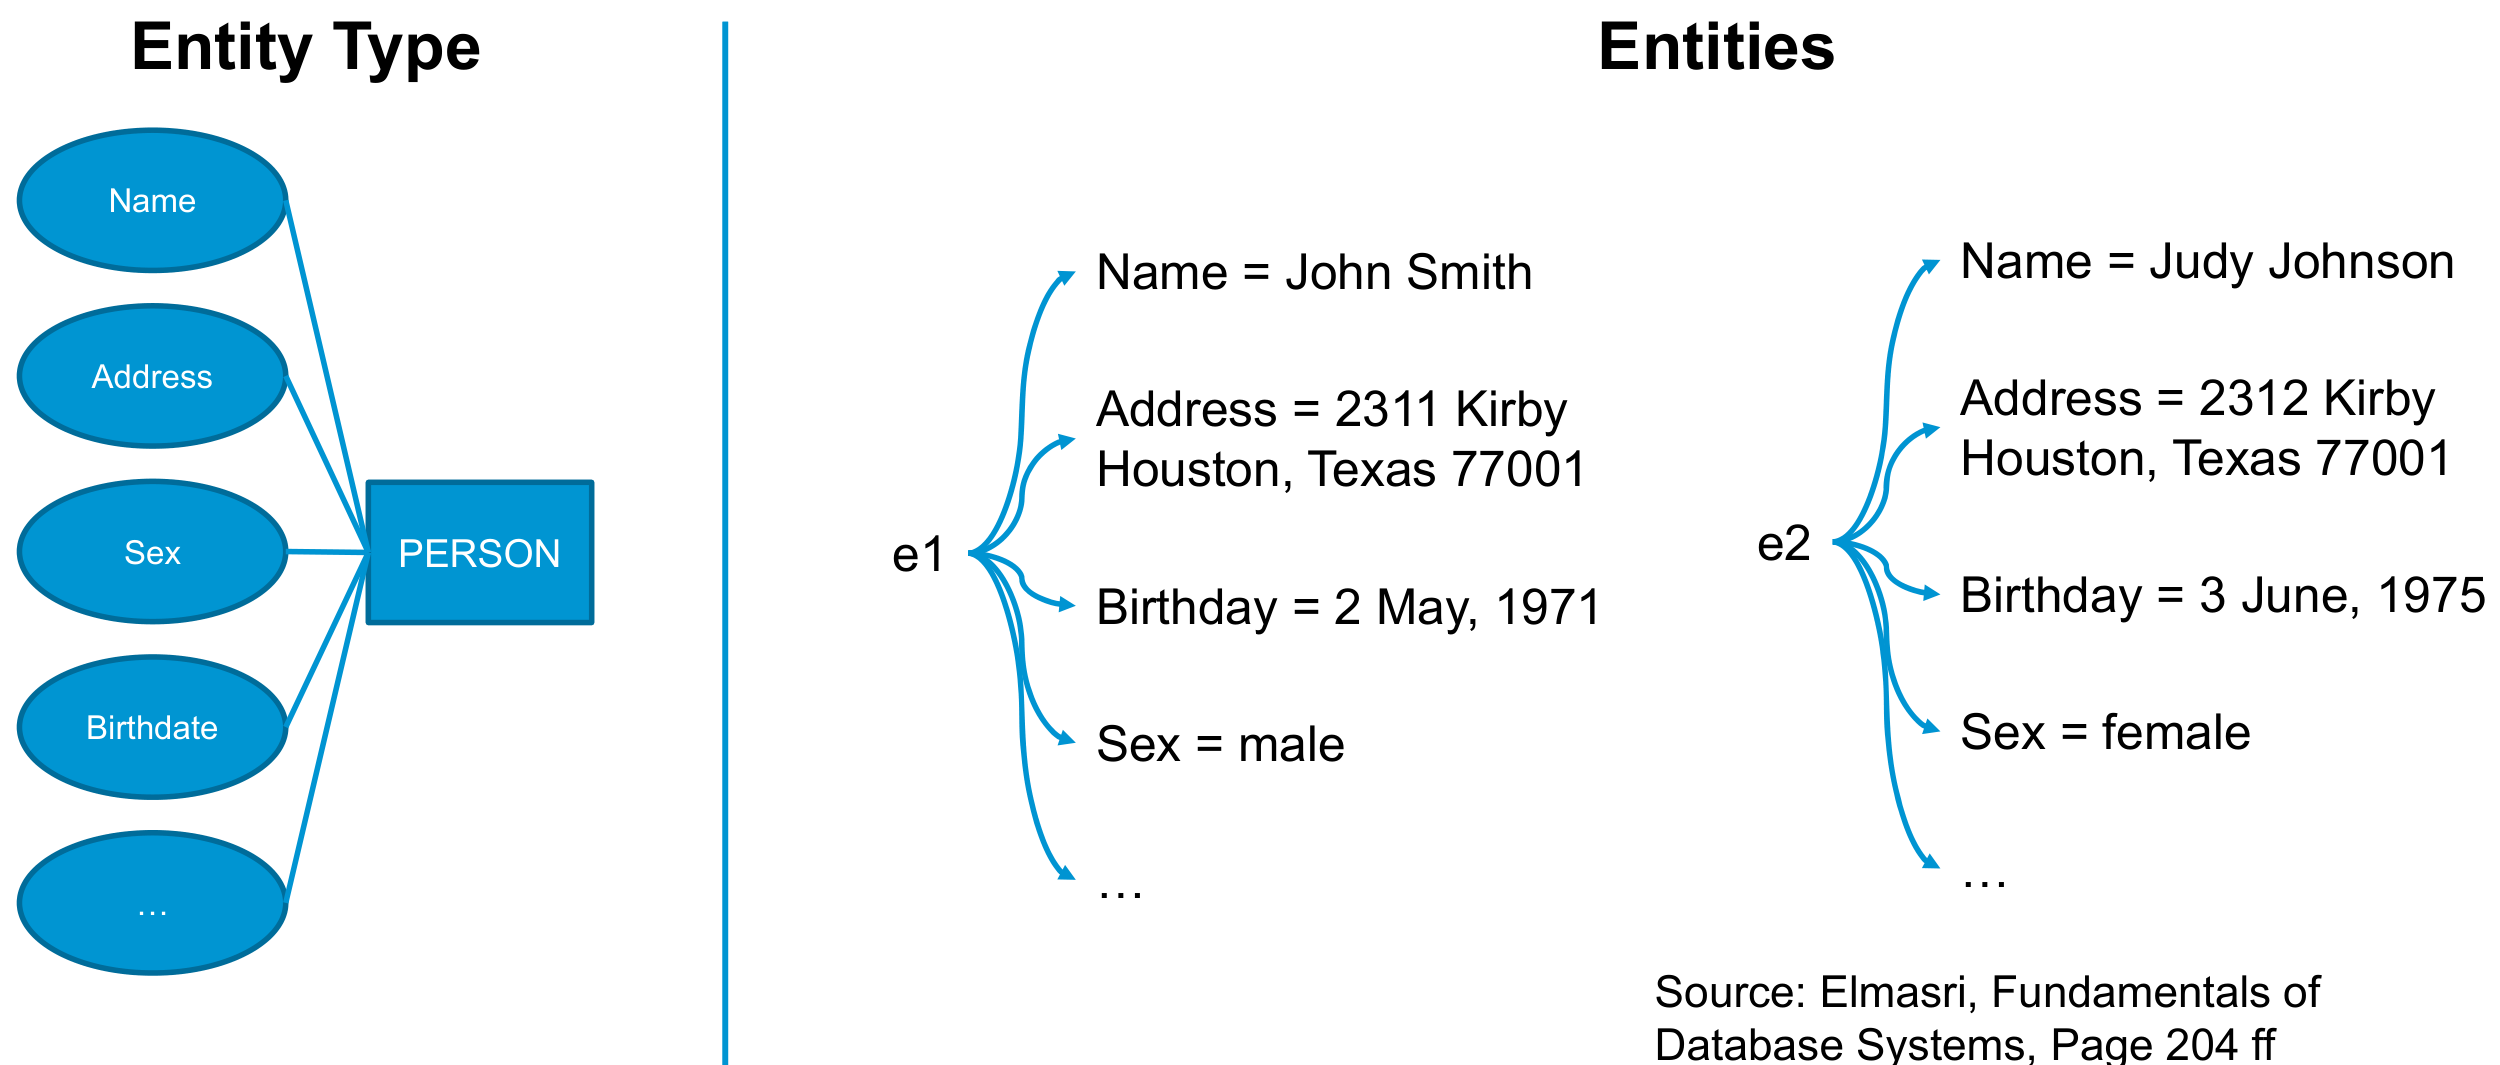 Entity Type
Name
Address
Sex
Birthdate
…
PERSON
Entities
e1
Name = John Smith
Address = 2311 Kirby
Houston, Texas 77001
Birthday = 2 May, 1971
Sex = male
…
e2
Name = Judy Johnson
Address = 2312 Kirby
Houston, Texas 77001
Birthday = 3 June, 1975
Sex = female
…
Source: Elmasri, Fundamentals of
Database Systems, Page 204 ff